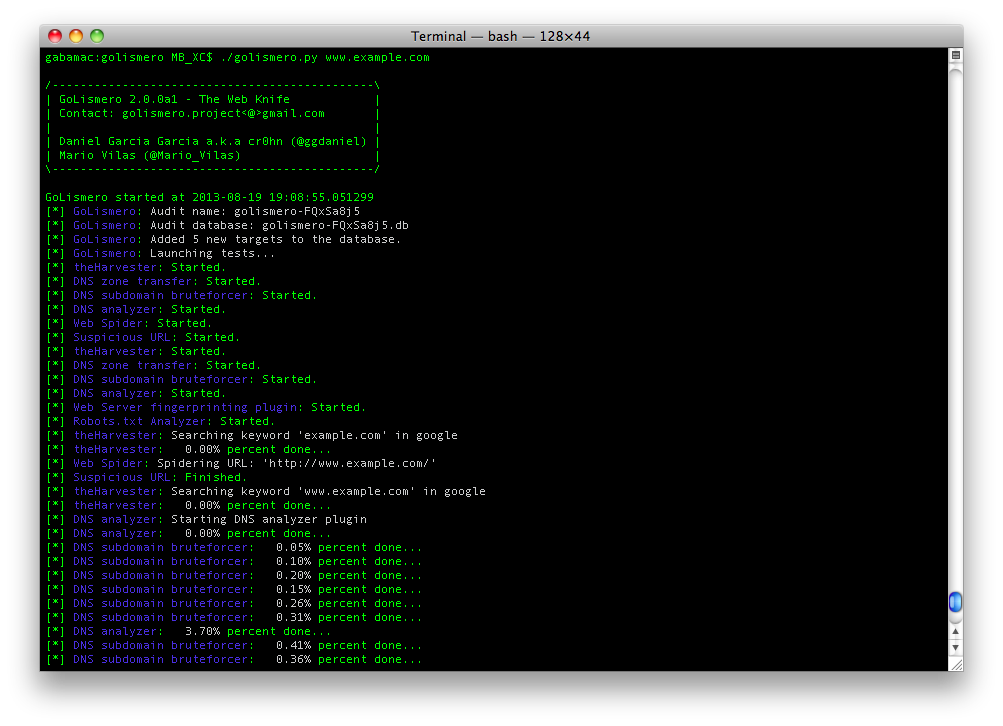 Terminal — bash — 128×44
gabamac:golismero MB_XC$ ./golismero.py www.example.com
/----------------------------------------------\
| GoLismero 2.0.0a1 - The Web Knife            |
| Contact: golismero.project<@>gmail.com       |
|                                              |
| Daniel Garcia Garcia a.k.a cr0hn (@ggdaniel) |
| Mario Vilas (@Mario_Vilas)                   |
\----------------------------------------------/
GoLismero started at 2013-08-19 19:08:55.051299
[*] GoLismero: Audit name: golismero-FQxSa8j5
[*] GoLismero: Audit database: golismero-FQxSa8j5.db
[*] GoLismero: Added 5 new targets to the database.
[*] GoLismero: Launching tests...
[*] theHarvester: Started.
[*] DNS zone transfer: Started.
[*] DNS subdomain bruteforcer: Started.
[*] DNS analyzer: Started.
[*] Web Spider: Started.
[*] Suspicious URL: Started.
[*] theHarvester: Started.
[*] DNS zone transfer: Started.
[*] DNS subdomain bruteforcer: Started.
[*] DNS analyzer: Started.
[*] Web Server fingerprinting plugin: Started.
[*] Robots.txt Analyzer: Started.
[*] theHarvester: Searching keyword 'example.com' in google
[*] theHarvester:   0.00% percent done...
[*] Web Spider: Spidering URL: 'http://www.example.com/'
[*] Suspicious URL: Finished.
[*] theHarvester: Searching keyword 'www.example.com' in google
[*] theHarvester:   0.00% percent done...
[*] DNS analyzer: Starting DNS analyzer plugin
[*] DNS analyzer:   0.00% percent done...
[*] DNS subdomain bruteforcer:   0.05% percent done...
[*] DNS subdomain bruteforcer:   0.10% percent done...
[*] DNS subdomain bruteforcer:   0.20% percent done...
[*] DNS subdomain bruteforcer:   0.15% percent done...
[*] DNS subdomain bruteforcer:   0.26% percent done...
[*] DNS subdomain bruteforcer:   0.31% percent done...
[*] DNS analyzer:   3.70% percent done...
[*] DNS subdomain bruteforcer:   0.41% percent done...
[*] DNS subdomain bruteforcer:   0.36% percent done...